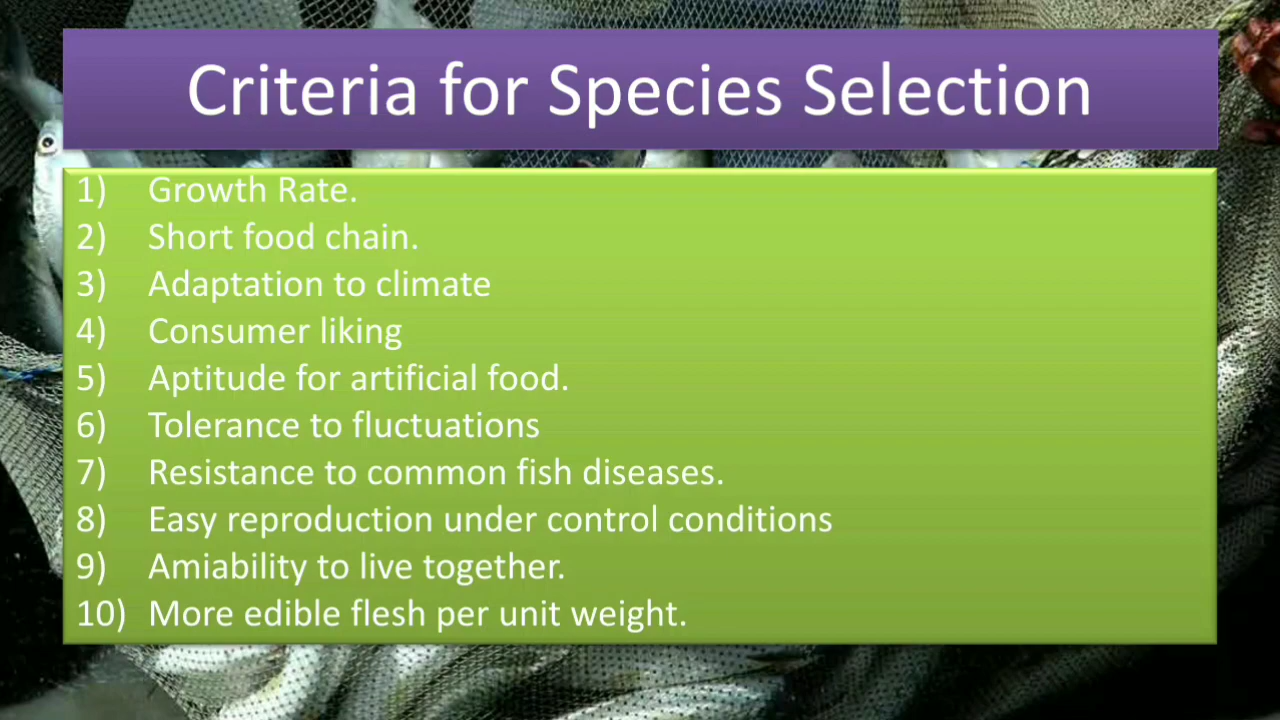 Criteria for Species Selection
1) Growth Rate.
2) Short food chain.
3) Adaptation to climate
4) Consumer liking
5) Aptitude for artificial food.
6) Tolerance to fluctuations
7) Resistance to common fish diseases.
8) Easy reproduction under control conditions
9) Amiability to live together.
10) More edible flesh per unit weight.